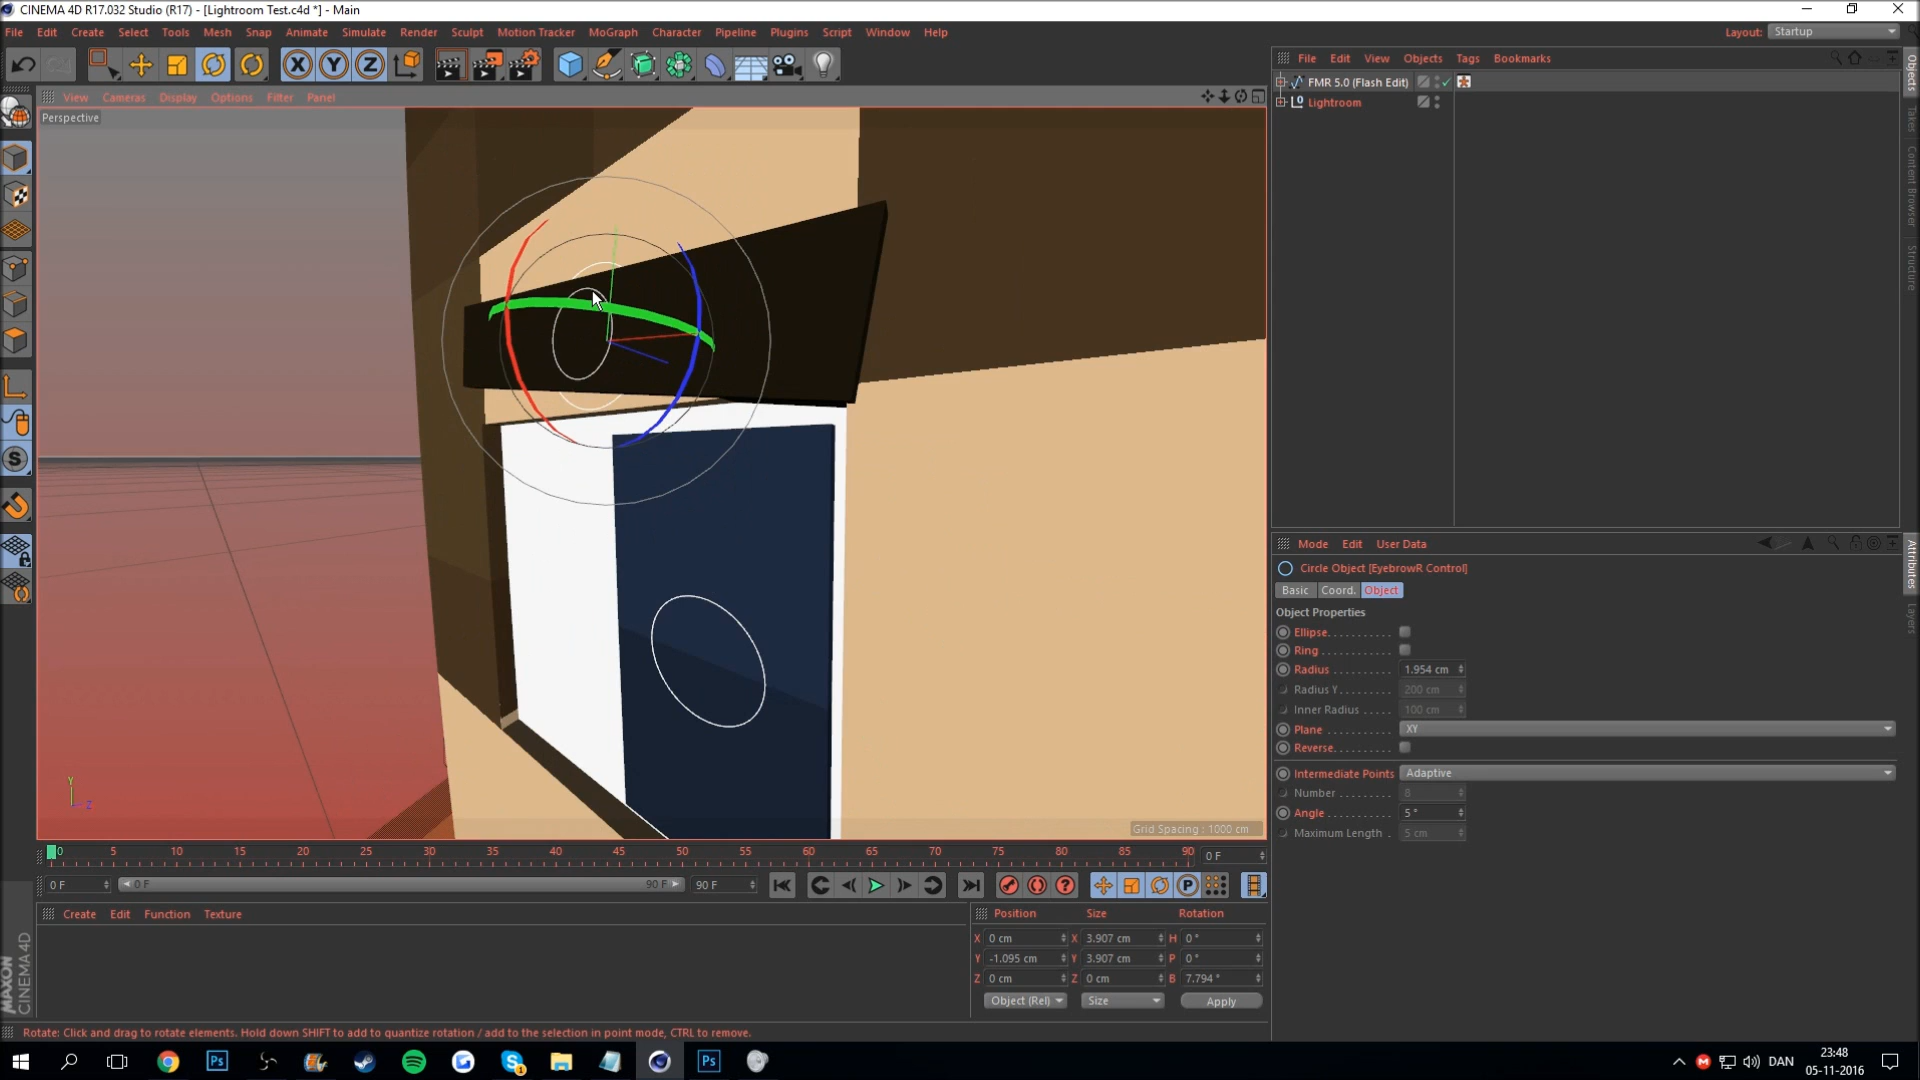 CINEMA 4D R17.032 Studio (R17) - [Lightroom Test.c4d *] - Main
File Edit Create Select Tools Mesh Snap Animate Simulate Render Sculpt Motion Tracker MoGraph Character Pipeline Plugins Script Window Help
Layout: Startup
X Y Z
File Edit View Objects Tags Bookmarks
View Cameras Display Options Filter Panel
Perspective
FMR 5.0 (Flash Edit)
Lightroom
Objects
Takes
Content Browser
Structure
Mode Edit User Data
Circle Object [EyebrowR Control]
Basic Coord. Object
Object Properties
Ellipse
Ring
Radius 1.954 cm
Radius Y 200 cm
Inner Radius 100 cm
Plane XY
Reverse
Intermediate Points Adaptive
Number 8
Angle 5 °
Maximum Length 5 cm
Attributes
Layers
Y
Z
Grid Spacing : 1000 cm
0 5 10 15 20 25 30 35 40 45 50 55 60 65 70 75 80 85 90 0 F
0 F 0 F 90 F 90 F
Create Edit Function Texture
Position Size Rotation
X 0 cm X 3.907 cm H 0 °
Y -1.095 cm Y 3.907 cm P 0 °
Z 0 cm Z 0 cm B 7.794 °
Object (Rel) Size Apply
MAXON
CINEMA 4D
Rotate: Click and drag to rotate elements. Hold down SHIFT to add to quantize rotation / add to the selection in point mode, CTRL to remove.
DAN
23:48
05-11-2016